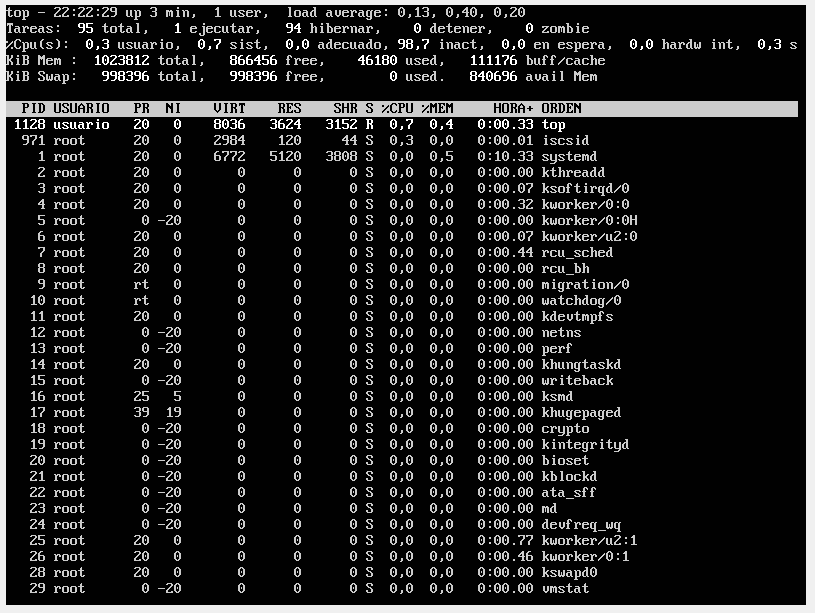 top - 22:22:29 up 3 min,  1 user,  load average: 0,13, 0,40, 0,20
Tareas:  95 total,   1 ejecutar,   94 hibernar,    0 detener,    0 zombie
%Cpu(s):  0,3 usuario,  0,7 sist,  0,0 adecuado, 98,7 inact,  0,0 en espera,  0,0 hardw int,  0,3 s
KiB Mem :  1023812 total,   866456 free,    46180 used,   111176 buff/cache
KiB Swap:   998396 total,   998396 free,        0 used.   840696 avail Mem
PID USUARIO   PR  NI    VIRT    RES    SHR S %CPU %MEM     HORA+ ORDEN
1128 usuario   20   0    8036   3624   3152 R  0,7  0,4   0:00.33 top
971 root      20   0    2984    120     44 S  0,3  0,0   0:00.01 iscsid
1 root      20   0    6772   5120   3808 S  0,0  0,5   0:10.33 systemd
2 root      20   0       0      0      0 S  0,0  0,0   0:00.00 kthreadd
3 root      20   0       0      0      0 S  0,0  0,0   0:00.07 ksoftirqd/0
4 root      20   0       0      0      0 S  0,0  0,0   0:00.32 kworker/0:0
5 root       0 -20       0      0      0 S  0,0  0,0   0:00.00 kworker/0:0H
6 root      20   0       0      0      0 S  0,0  0,0   0:00.07 kworker/u2:0
7 root      20   0       0      0      0 S  0,0  0,0   0:00.44 rcu_sched
8 root      20   0       0      0      0 S  0,0  0,0   0:00.00 rcu_bh
9 root      rt   0       0      0      0 S  0,0  0,0   0:00.00 migration/0
10 root      rt   0       0      0      0 S  0,0  0,0   0:00.00 watchdog/0
11 root      20   0       0      0      0 S  0,0  0,0   0:00.00 kdevtmpfs
12 root       0 -20       0      0      0 S  0,0  0,0   0:00.00 netns
13 root       0 -20       0      0      0 S  0,0  0,0   0:00.00 perf
14 root      20   0       0      0      0 S  0,0  0,0   0:00.00 khungtaskd
15 root       0 -20       0      0      0 S  0,0  0,0   0:00.00 writeback
16 root      25   5       0      0      0 S  0,0  0,0   0:00.00 ksmd
17 root      39  19       0      0      0 S  0,0  0,0   0:00.00 khugepaged
18 root       0 -20       0      0      0 S  0,0  0,0   0:00.00 crypto
19 root       0 -20       0      0      0 S  0,0  0,0   0:00.00 kintegrityd
20 root       0 -20       0      0      0 S  0,0  0,0   0:00.00 bioset
21 root       0 -20       0      0      0 S  0,0  0,0   0:00.00 kblockd
22 root       0 -20       0      0      0 S  0,0  0,0   0:00.00 ata_sff
23 root       0 -20       0      0      0 S  0,0  0,0   0:00.00 md
24 root       0 -20       0      0      0 S  0,0  0,0   0:00.00 devfreq_wq
25 root      20   0       0      0      0 S  0,0  0,0   0:00.77 kworker/u2:1
26 root      20   0       0      0      0 S  0,0  0,0   0:00.46 kworker/0:1
28 root      20   0       0      0      0 S  0,0  0,0   0:00.00 kswapd0
29 root       0 -20       0      0      0 S  0,0  0,0   0:00.00 vmstat